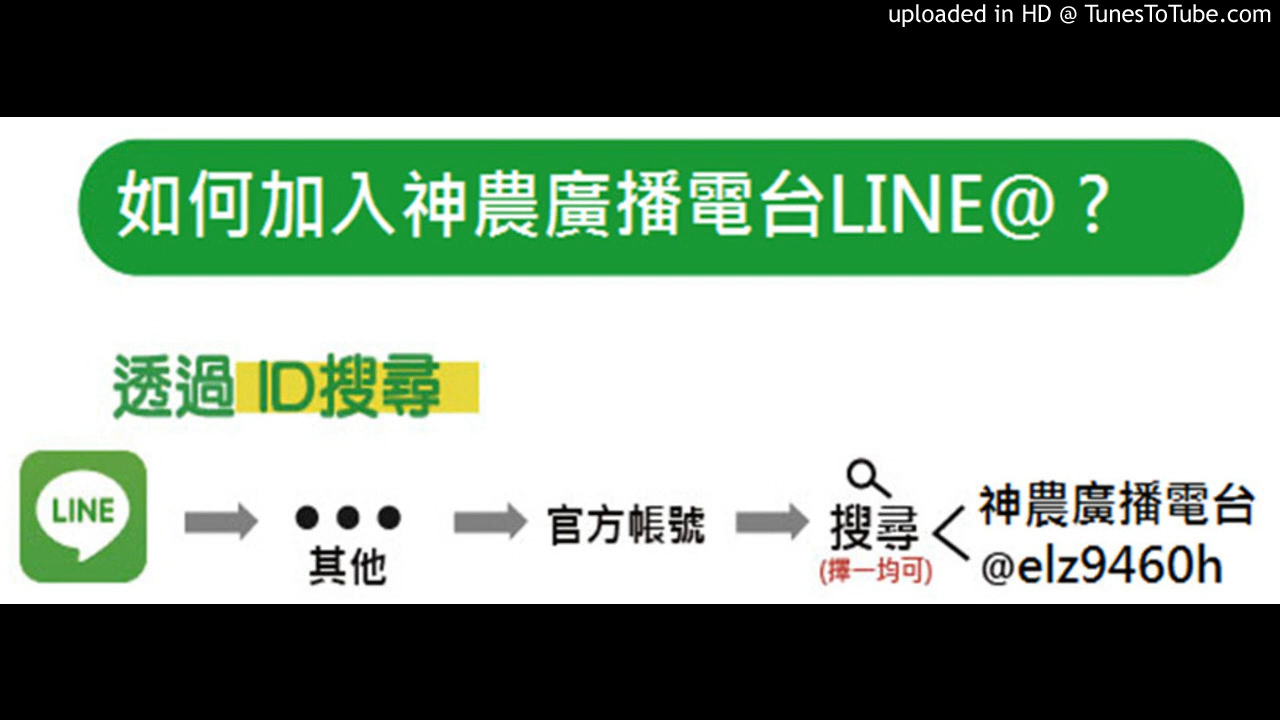 uploaded in HD @ TunesToTube.com
如何加入神農廣播電台LINE@？
透過 ID搜尋
LINE
其他
官方帳號
搜尋
(擇一均可)
神農廣播電台
@elz9460h